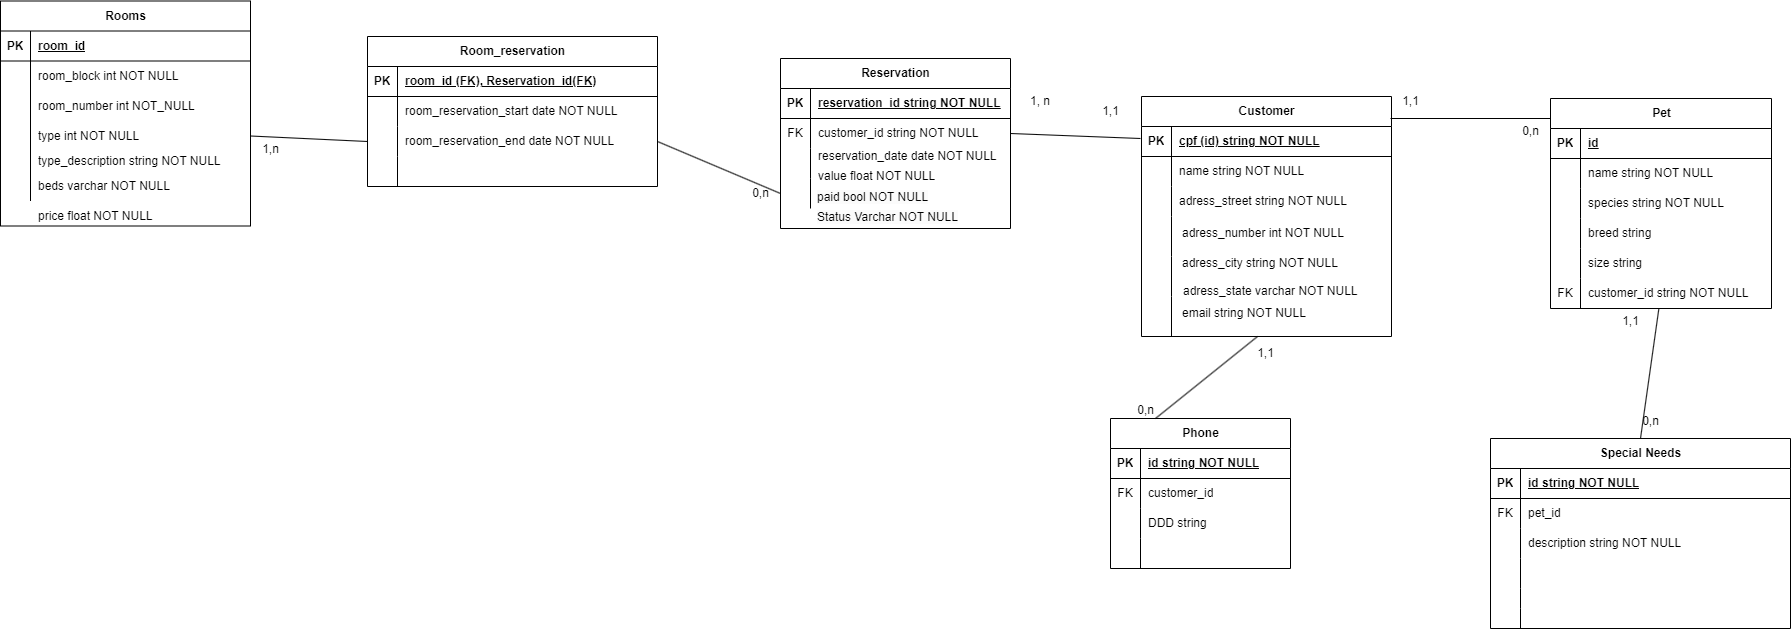 Rooms
PK room_id
room_block int NOT NULL
room_number int NOT_NULL
type int NOT NULL
type_description string NOT NULL
beds varchar NOT NULL
price float NOT NULL
1,n
Room_reservation
PK room_id (FK), Reservation_id(FK)
room_reservation_start date NOT NULL
room_reservation_end date NOT NULL
0,n
Reservation
PK reservation_id string NOT NULL
FK customer_id string NOT NULL
reservation_date date NOT NULL
value float NOT NULL
paid bool NOT NULL
Status Varchar NOT NULL
1, n
1,1
Customer
PK cpf (id) string NOT NULL
name string NOT NULL
adress_street string NOT NULL
adress_number int NOT NULL
adress_city string NOT NULL
adress_state varchar NOT NULL
email string NOT NULL
1,1
0,n
Pet
PK id
name string NOT NULL
species string NOT NULL
breed string
size string
FK customer_id string NOT NULL
1,1
0,n
Phone
PK id string NOT NULL
FK customer_id
DDD string
1,1
0,n
Special Needs
PK id string NOT NULL
FK pet_id
description string NOT NULL